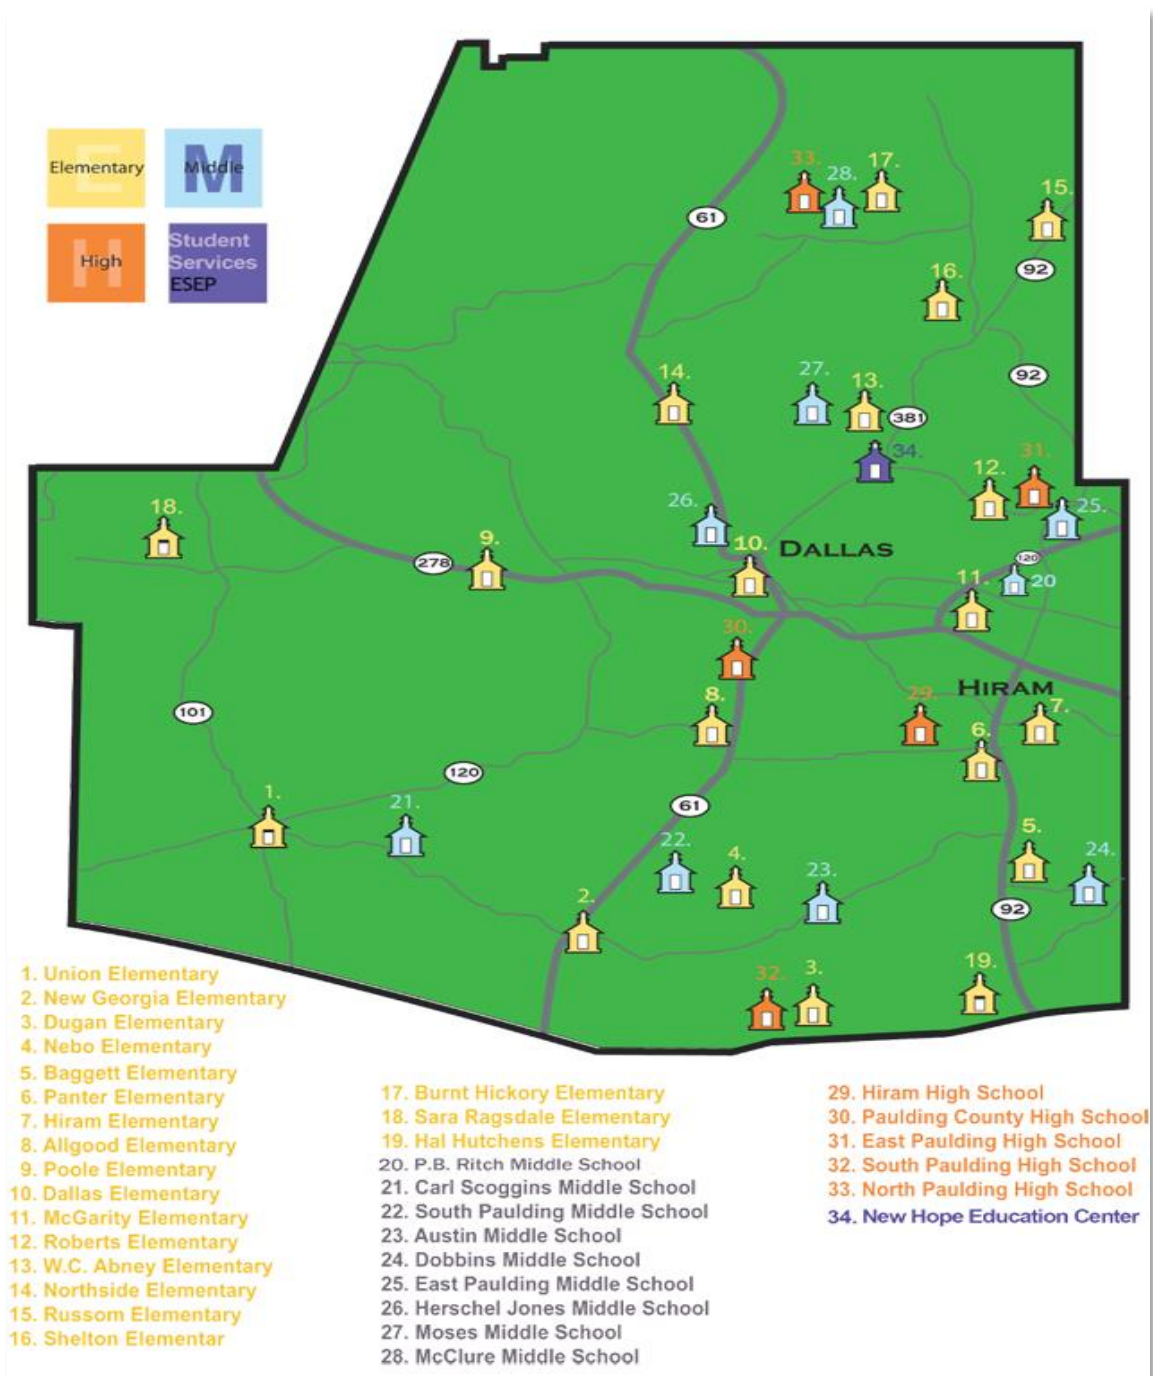 Elementary
E
Middle
M
High
H
Student
Services
ESEP
33.
28.
17.
15.
61
92
16.
92
14.
27.
13.
381
34.
31.
12.
25.
26.
18.
9.
10.
DALLAS
278
120
11.
20
30.
HIRAM
29.
7.
8.
6.
101
120
1.
21.
61
22.
4.
23.
5.
24.
2.
92
19.
32.
3.
1. Union Elementary
2. New Georgia Elementary
3. Dugan Elementary
4. Nebo Elementary
5. Baggett Elementary
6. Panter Elementary
7. Hiram Elementary
8. Allgood Elementary
9. Poole Elementary
10. Dallas Elementary
11. McGarity Elementary
12. Roberts Elementary
13. W.C. Abney Elementary
14. Northside Elementary
15. Russom Elementary
16. Shelton Elementar
17. Burnt Hickory Elementary
18. Sara Ragsdale Elementary
19. Hal Hutchens Elementary
20. P.B. Ritch Middle School
21. Carl Scoggins Middle School
22. South Paulding Middle School
23. Austin Middle School
24. Dobbins Middle School
25. East Paulding Middle School
26. Herschel Jones Middle School
27. Moses Middle School
28. McClure Middle School
29. Hiram High School
30. Paulding County High School
31. East Paulding High School
32. South Paulding High School
33. North Paulding High School
34. New Hope Education Center